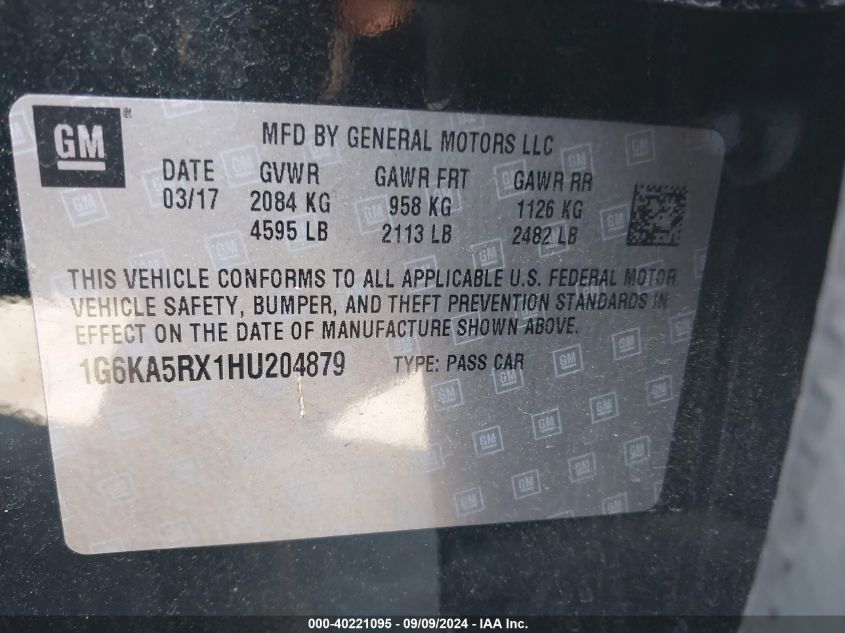 GM®
MFD BY GENERAL MOTORS LLC
DATE GVWR GAWR FRT GAWR RR
03/17 2084 KG 958 KG 1126 KG
4595 LB 2113 LB 2482 LB
THIS VEHICLE CONFORMS TO ALL APPLICABLE U.S. FEDERAL MOTOR
VEHICLE SAFETY, BUMPER, AND THEFT PREVENTION STANDARDS IN
EFFECT ON THE DATE OF MANUFACTURE SHOWN ABOVE.
1G6KA5RX1HU204879 TYPE: PASS CAR
000-40221095 - 09/09/2024 - IAA Inc.